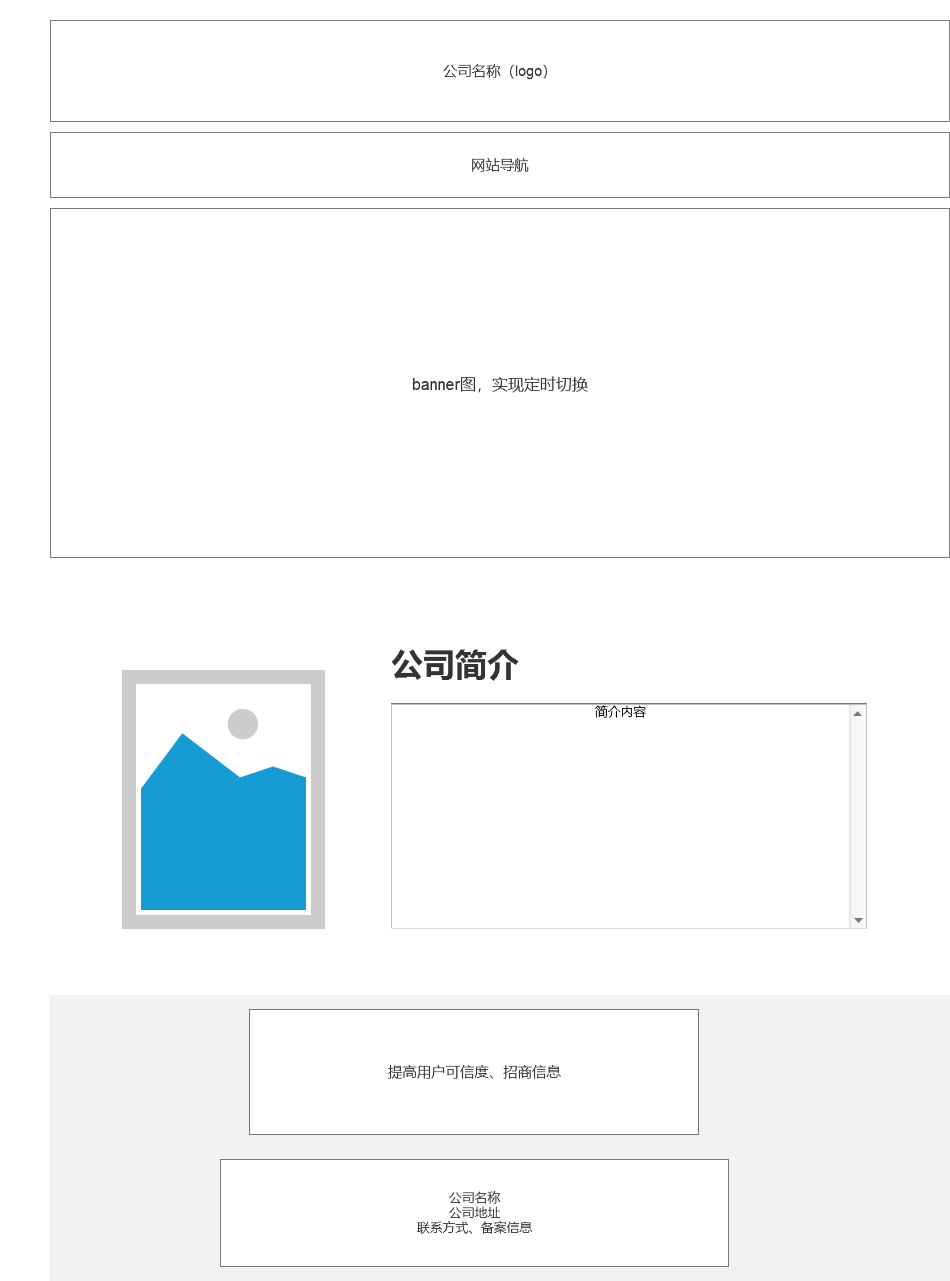 公司名称（logo）
网站导航
banner图，实现定时切换
公司简介
简介内容
提高用户可信度、招商信息
公司名称
公司地址
联系方式、备案信息